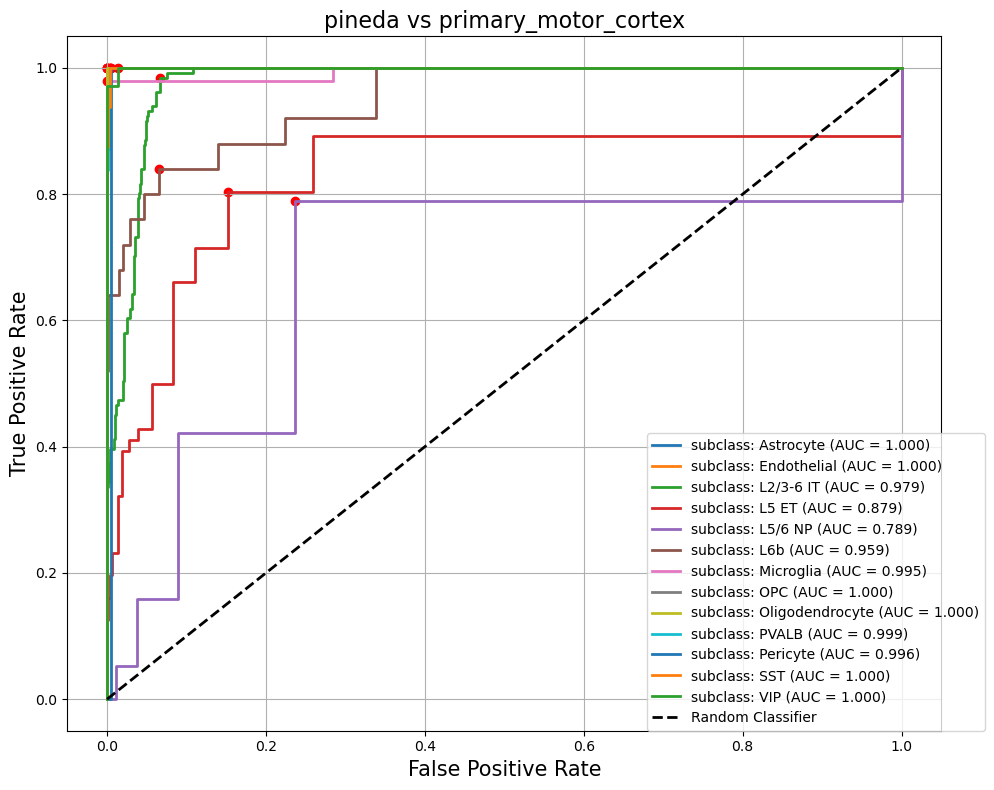 pineda vs primary_motor_cortex
True Positive Rate
1.0
0.8
0.6
0.4
0.2
0.0
subclass: Astrocyte (AUC = 1.000)
subclass: Endothelial (AUC = 1.000)
subclass: L2/3-6 IT (AUC = 0.979)
subclass: L5 ET (AUC = 0.879)
subclass: L5/6 NP (AUC = 0.789)
subclass: L6b (AUC = 0.959)
subclass: Microglia (AUC = 0.995)
subclass: OPC (AUC = 1.000)
subclass: Oligodendrocyte (AUC = 1.000)
subclass: PVALB (AUC = 0.999)
subclass: Pericyte (AUC = 0.996)
subclass: SST (AUC = 1.000)
subclass: VIP (AUC = 1.000)
Random Classifier
0.0 0.2 0.4 0.6 0.8 1.0
False Positive Rate